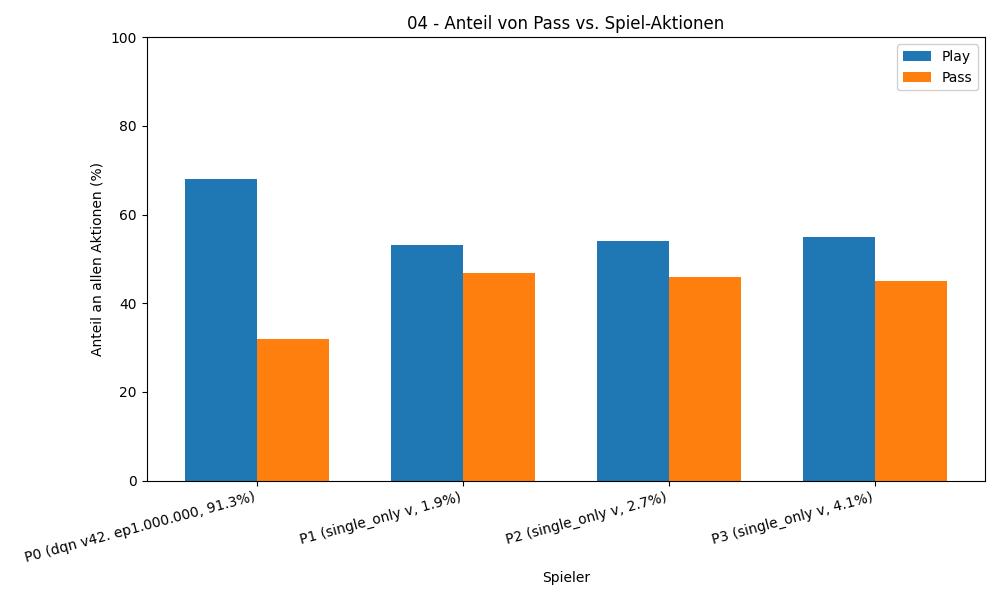 04 - Anteil von Pass vs. Spiel-Aktionen
Play
Pass
Anteil an allen Aktionen (%)
100
80
60
40
20
0
P0 (dqn v42. ep1.000.000, 91.3%)
P1 (single_only v, 1.9%)
P2 (single_only v, 2.7%)
P3 (single_only v, 4.1%)
Spieler